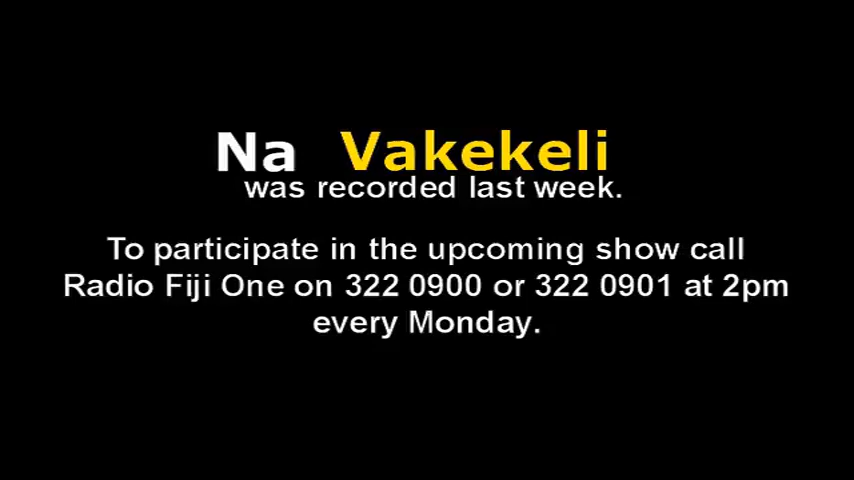 Na Vakekeli
was recorded last week.
To participate in the upcoming show call
Radio Fiji One on 322 0900 or 322 0901 at 2pm
every Monday.